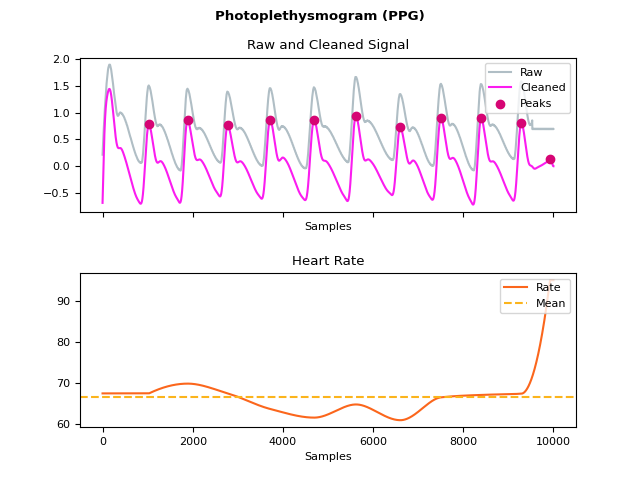 Photoplethysmogram (PPG)
Raw and Cleaned Signal
2.0
1.5
1.0
0.5
0.0
−0.5
Raw
Cleaned
Peaks
Samples
Heart Rate
90
80
70
60
Rate
Mean
0 2000 4000 6000 8000 10000
Samples